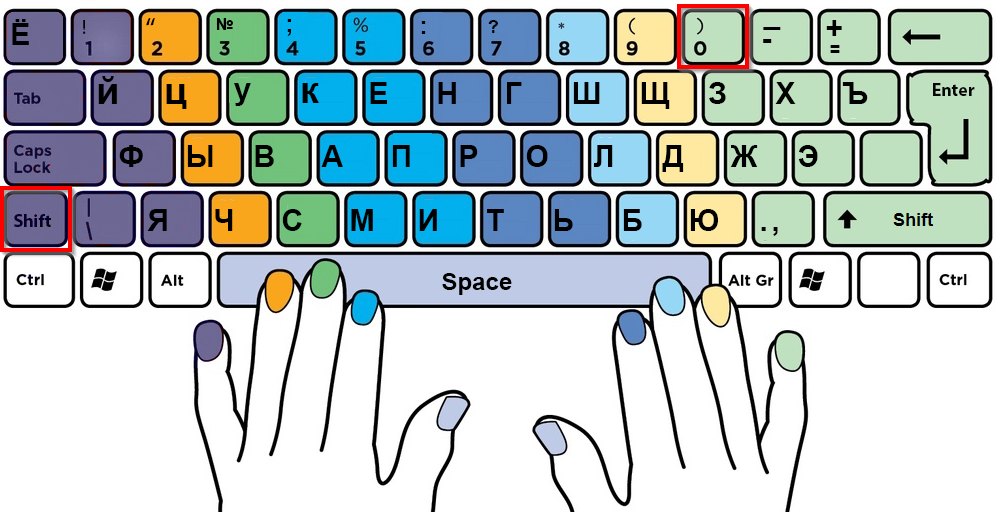 Ё ! 1 “ 2 № 3 ; 4 % 5 : 6 ? 7 * 8 ( 9 ) 0 — - + =
Tab Й Ц У К Е Н Г Ш Щ З Х Ъ Enter
Caps Lock Ф Ы В А П Р О Л Д Ж Э
Shift | \ Я Ч С М И Т Ь Б Ю . , Shift
Ctrl Alt Space Alt Gr Ctrl